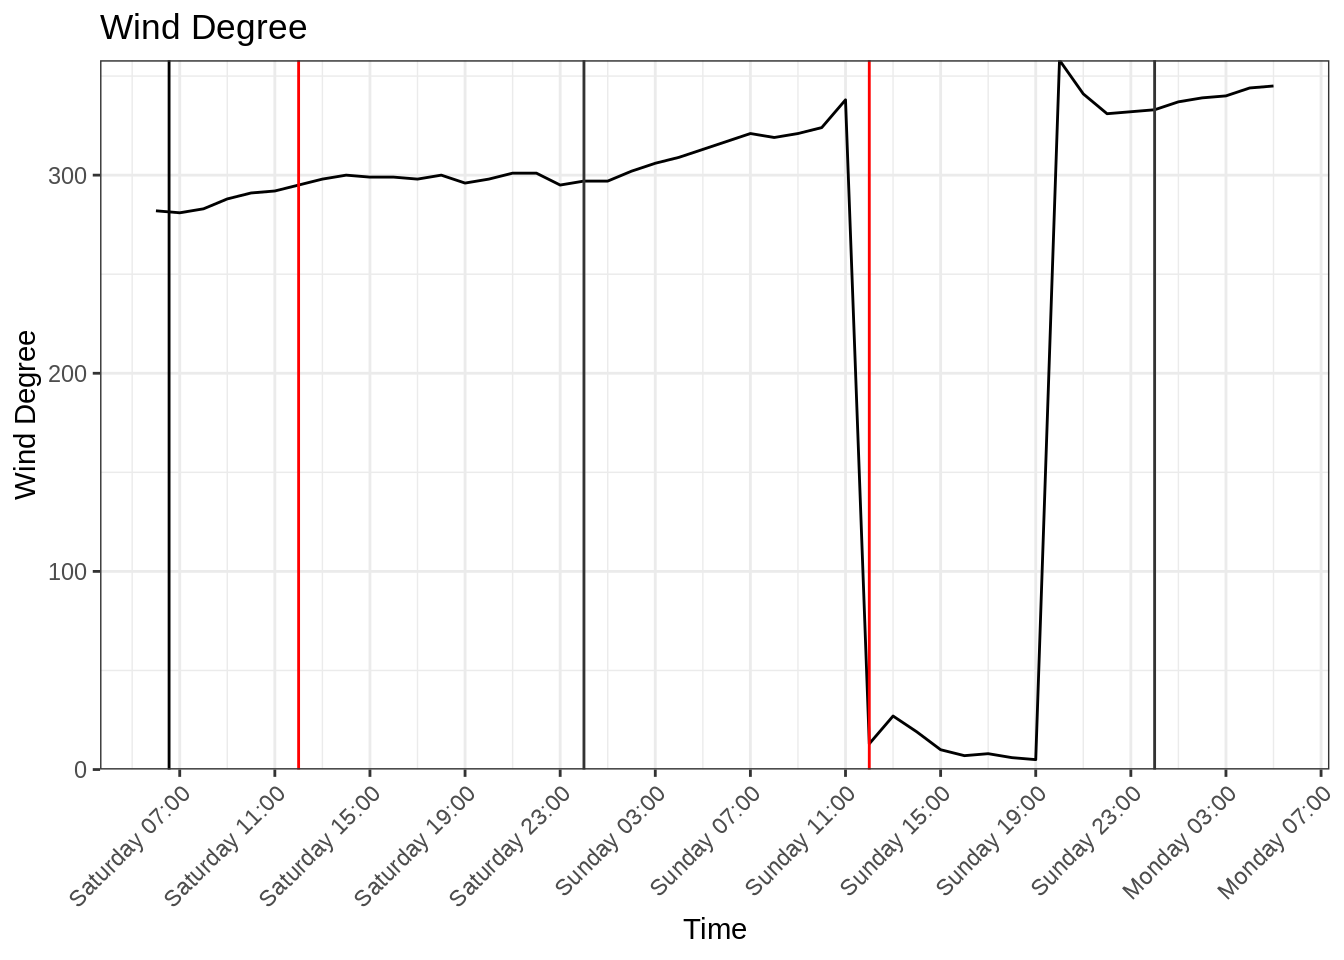 Wind Degree
Wind Degree
300
200
100
0
Saturday 07:00
Saturday 11:00
Saturday 15:00
Saturday 19:00
Saturday 23:00
Sunday 03:00
Sunday 07:00
Sunday 11:00
Sunday 15:00
Sunday 19:00
Sunday 23:00
Monday 03:00
Monday 07:00
Time